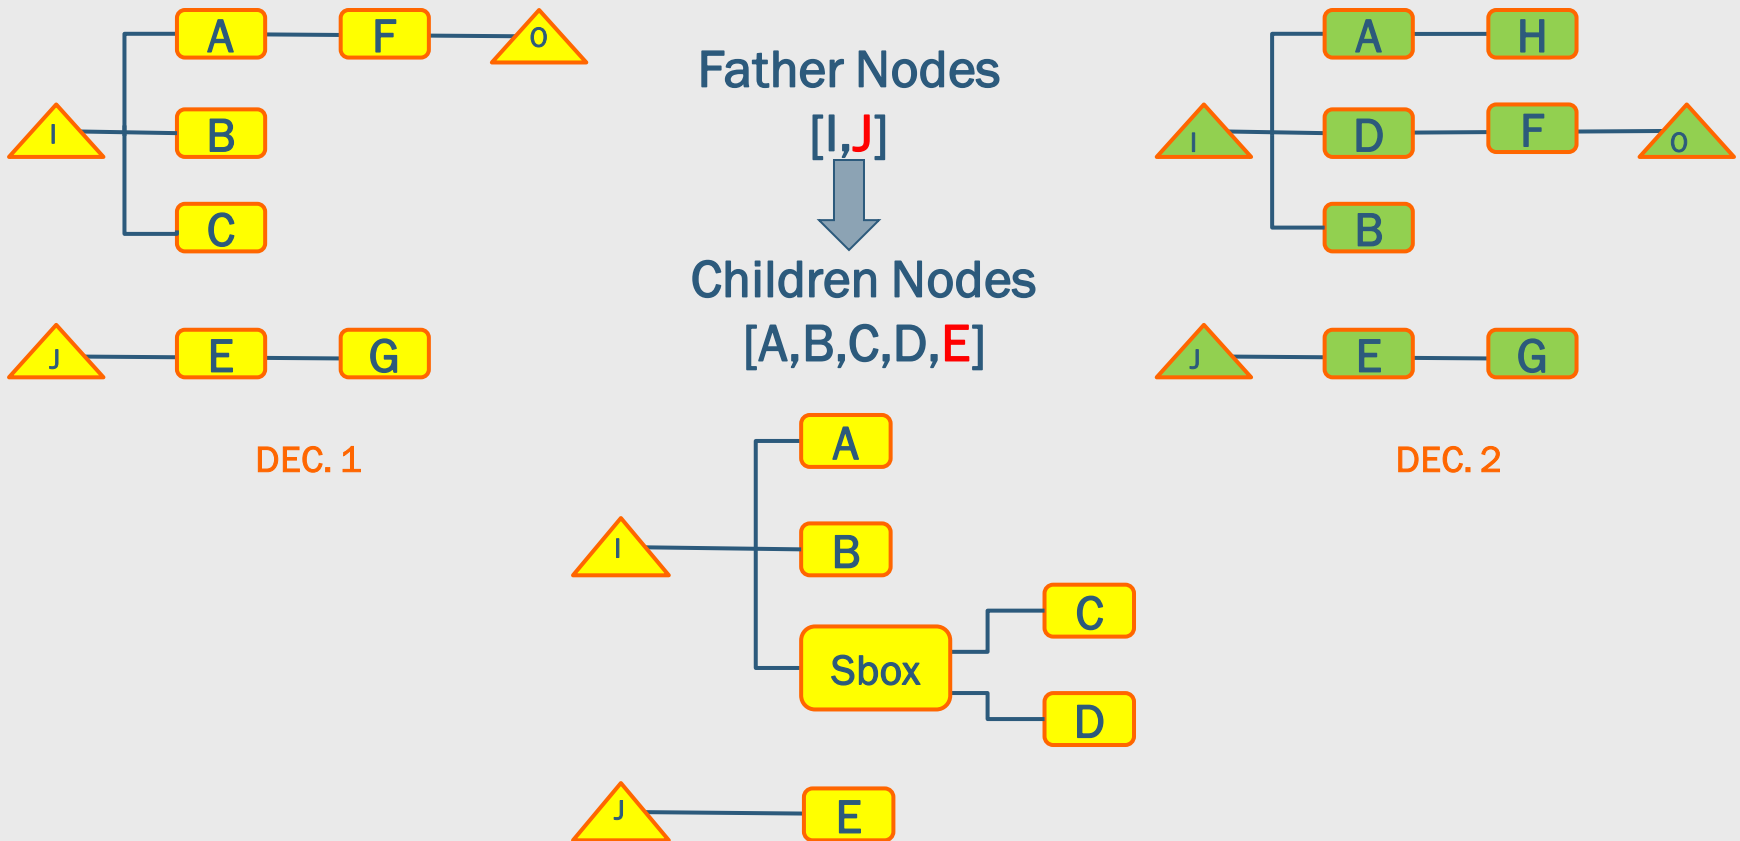 A F O
I
B
C
J E G
DEC. 1
Father Nodes
[I,J]
Children Nodes
[A,B,C,D,E]
A H
I D F O
B
J E G
DEC. 2
A
I
B
C
Sbox
D
J
E